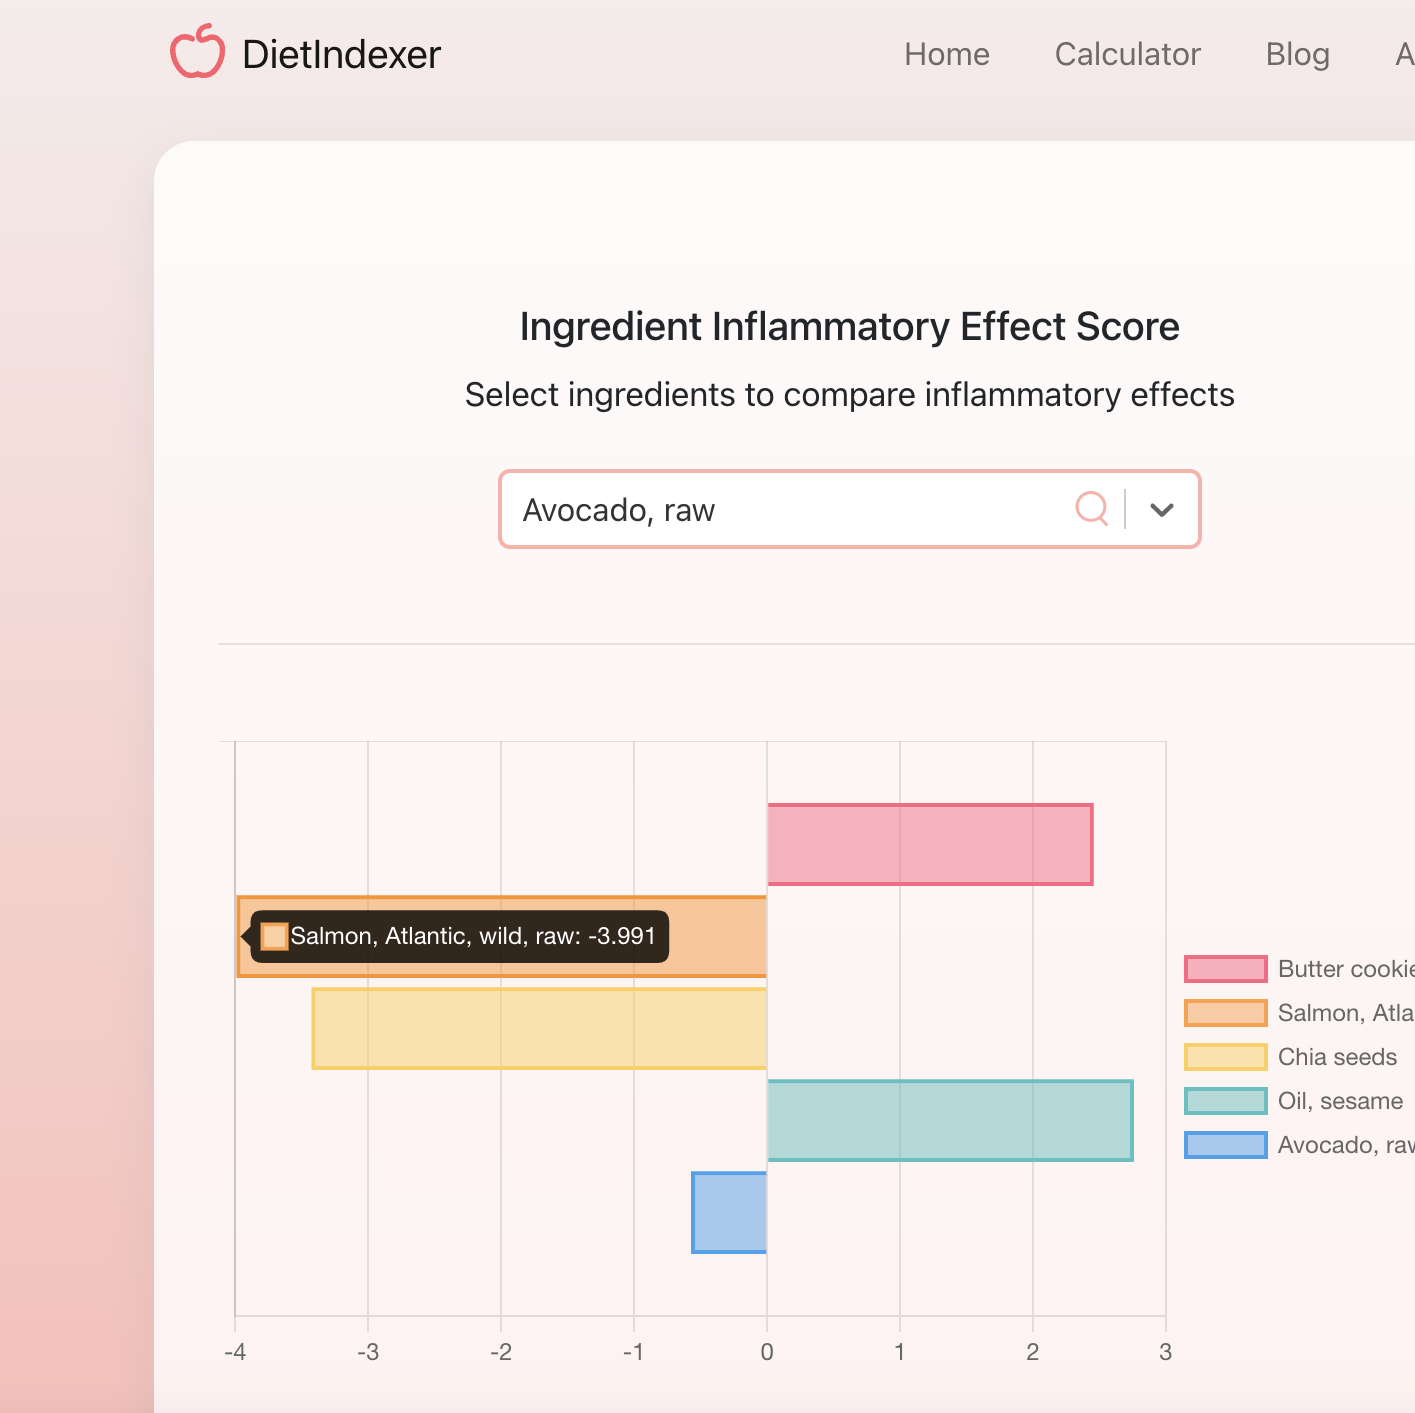 DietIndexer
Home Calculator Blog A
Ingredient Inflammatory Effect Score
Select ingredients to compare inflammatory effects
Avocado, raw
Salmon, Atlantic, wild, raw: -3.991
Butter cookie
Salmon, Atla
Chia seeds
Oil, sesame
Avocado, raw
-4 -3 -2 -1 0 1 2 3